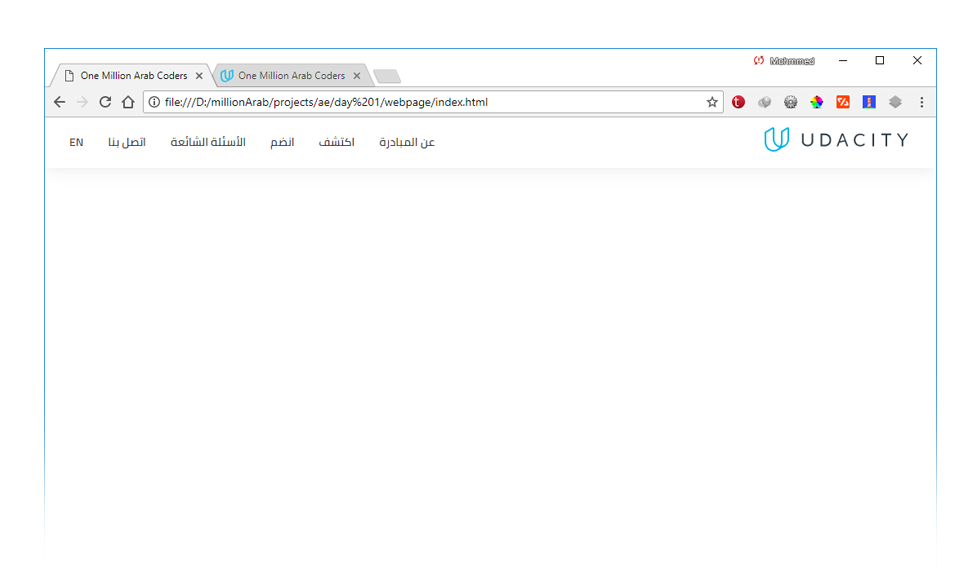 Mohmmed
One Million Arab Coders One Million Arab Coders
file:///D:/millionArab/projects/ae/day%201/webpage/index.html
UDACITY
عن المبادرة اكتشف انضم الأسئلة الشائعة اتصل بنا EN